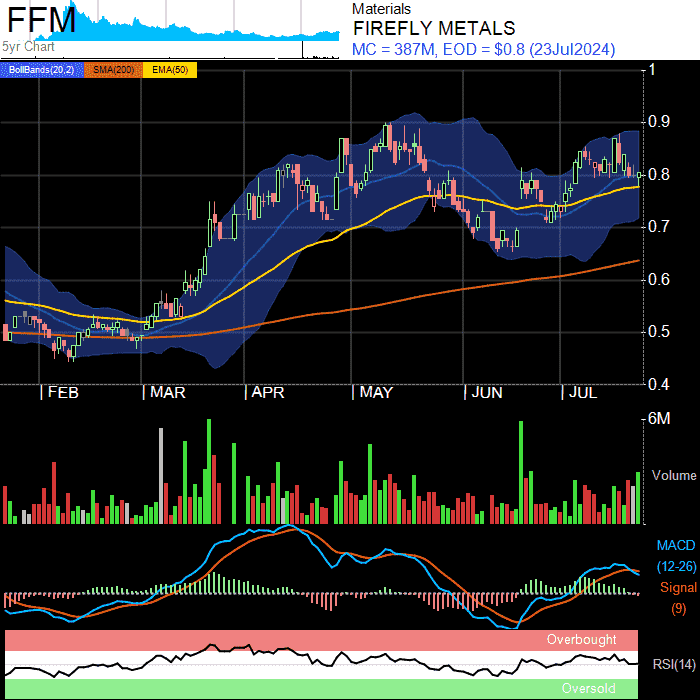 FFM
5yr Chart
Materials
FIREFLY METALS
MC = 387M, EOD = $0.8 (23Jul2024)
BollBands(20,2) SMA(200) EMA(50)
1
0.9
0.8
0.7
0.6
0.5
0.4
FEB MAR APR MAY JUN JUL
6M
Volume
MACD
(12-26)
Signal
(9)
Overbought
RSI(14)
Oversold